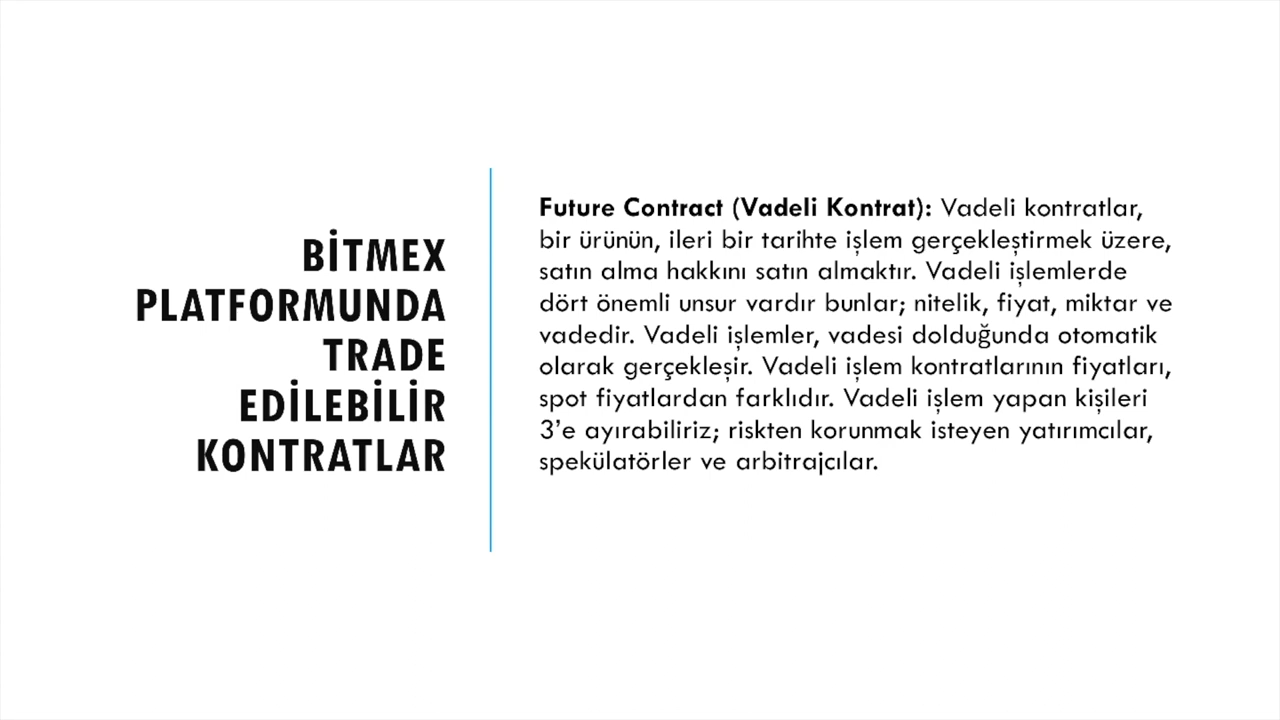 BİTMEX
PLATFORMUNDA
TRADE
EDİLEBİLİR
KONTRATLAR
Future Contract (Vadeli Kontrat): Vadeli kontratlar,
bir ürünün, ileri bir tarihte işlem gerçekleştirmek üzere,
satın alma hakkını satın almaktır. Vadeli işlemlerde
dört önemli unsur vardır bunlar; nitelik, fiyat, miktar ve
vadedir. Vadeli işlemler, vadesi dolduğunda otomatik
olarak gerçekleşir. Vadeli işlem kontratlarının fiyatları,
spot fiyatlardan farklıdır. Vadeli işlem yapan kişileri
3’e ayırabiliriz; riskten korunmak isteyen yatırımcılar,
spekülatörler ve arbitrajcılar.